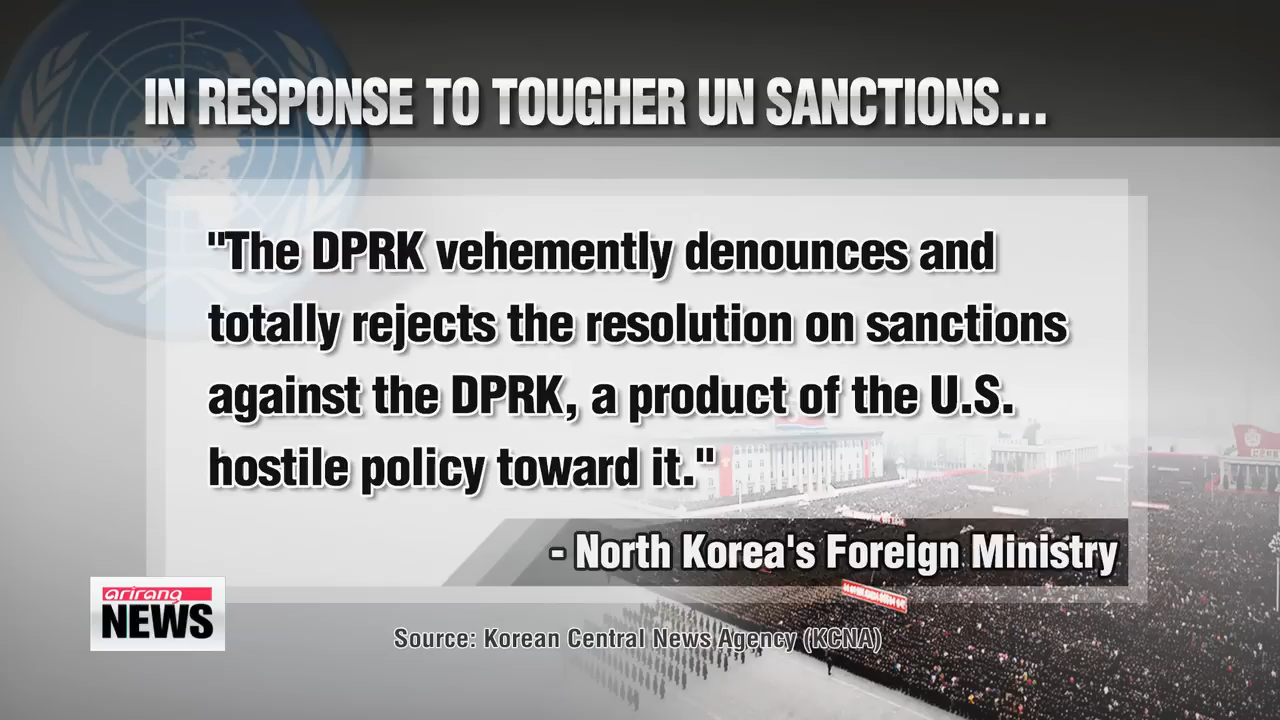 IN RESPONSE TO TOUGHER UN SANCTIONS...
"The DPRK vehemently denounces and
totally rejects the resolution on sanctions
against the DPRK, a product of the U.S.
hostile policy toward it."
- North Korea's Foreign Ministry
arirang
NEWS
Source: Korean Central News Agency (KCNA)